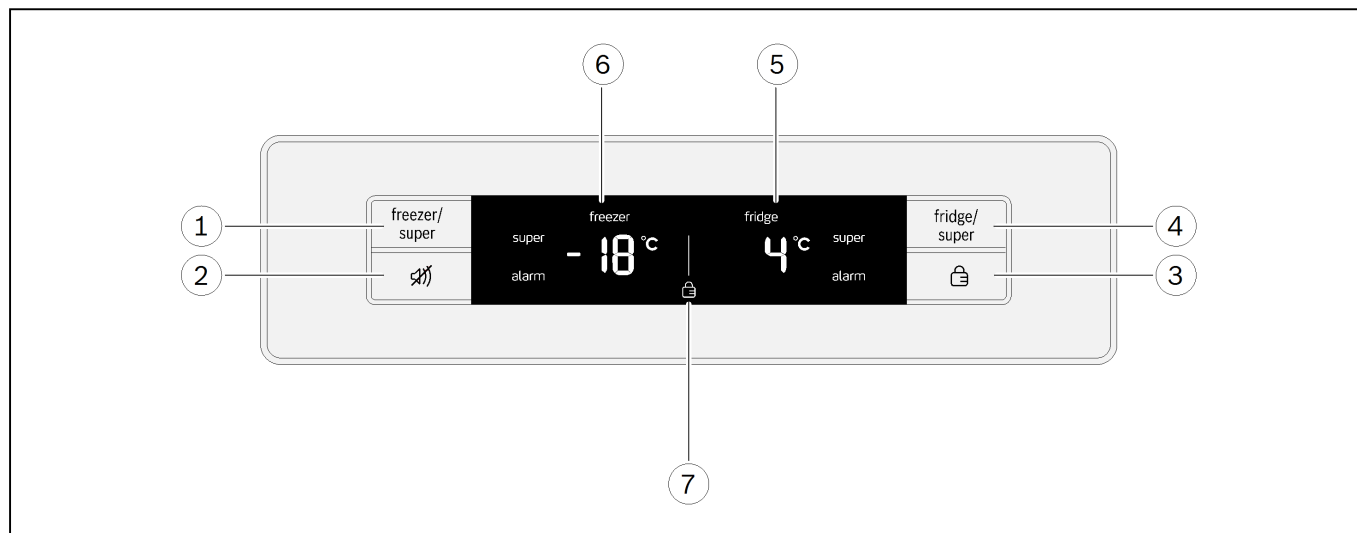 6
5
1
freezer/
super
freezer
fridge
super
-18 °C
4 °C
super
alarm
alarm
fridge/
super
4
2
3
7